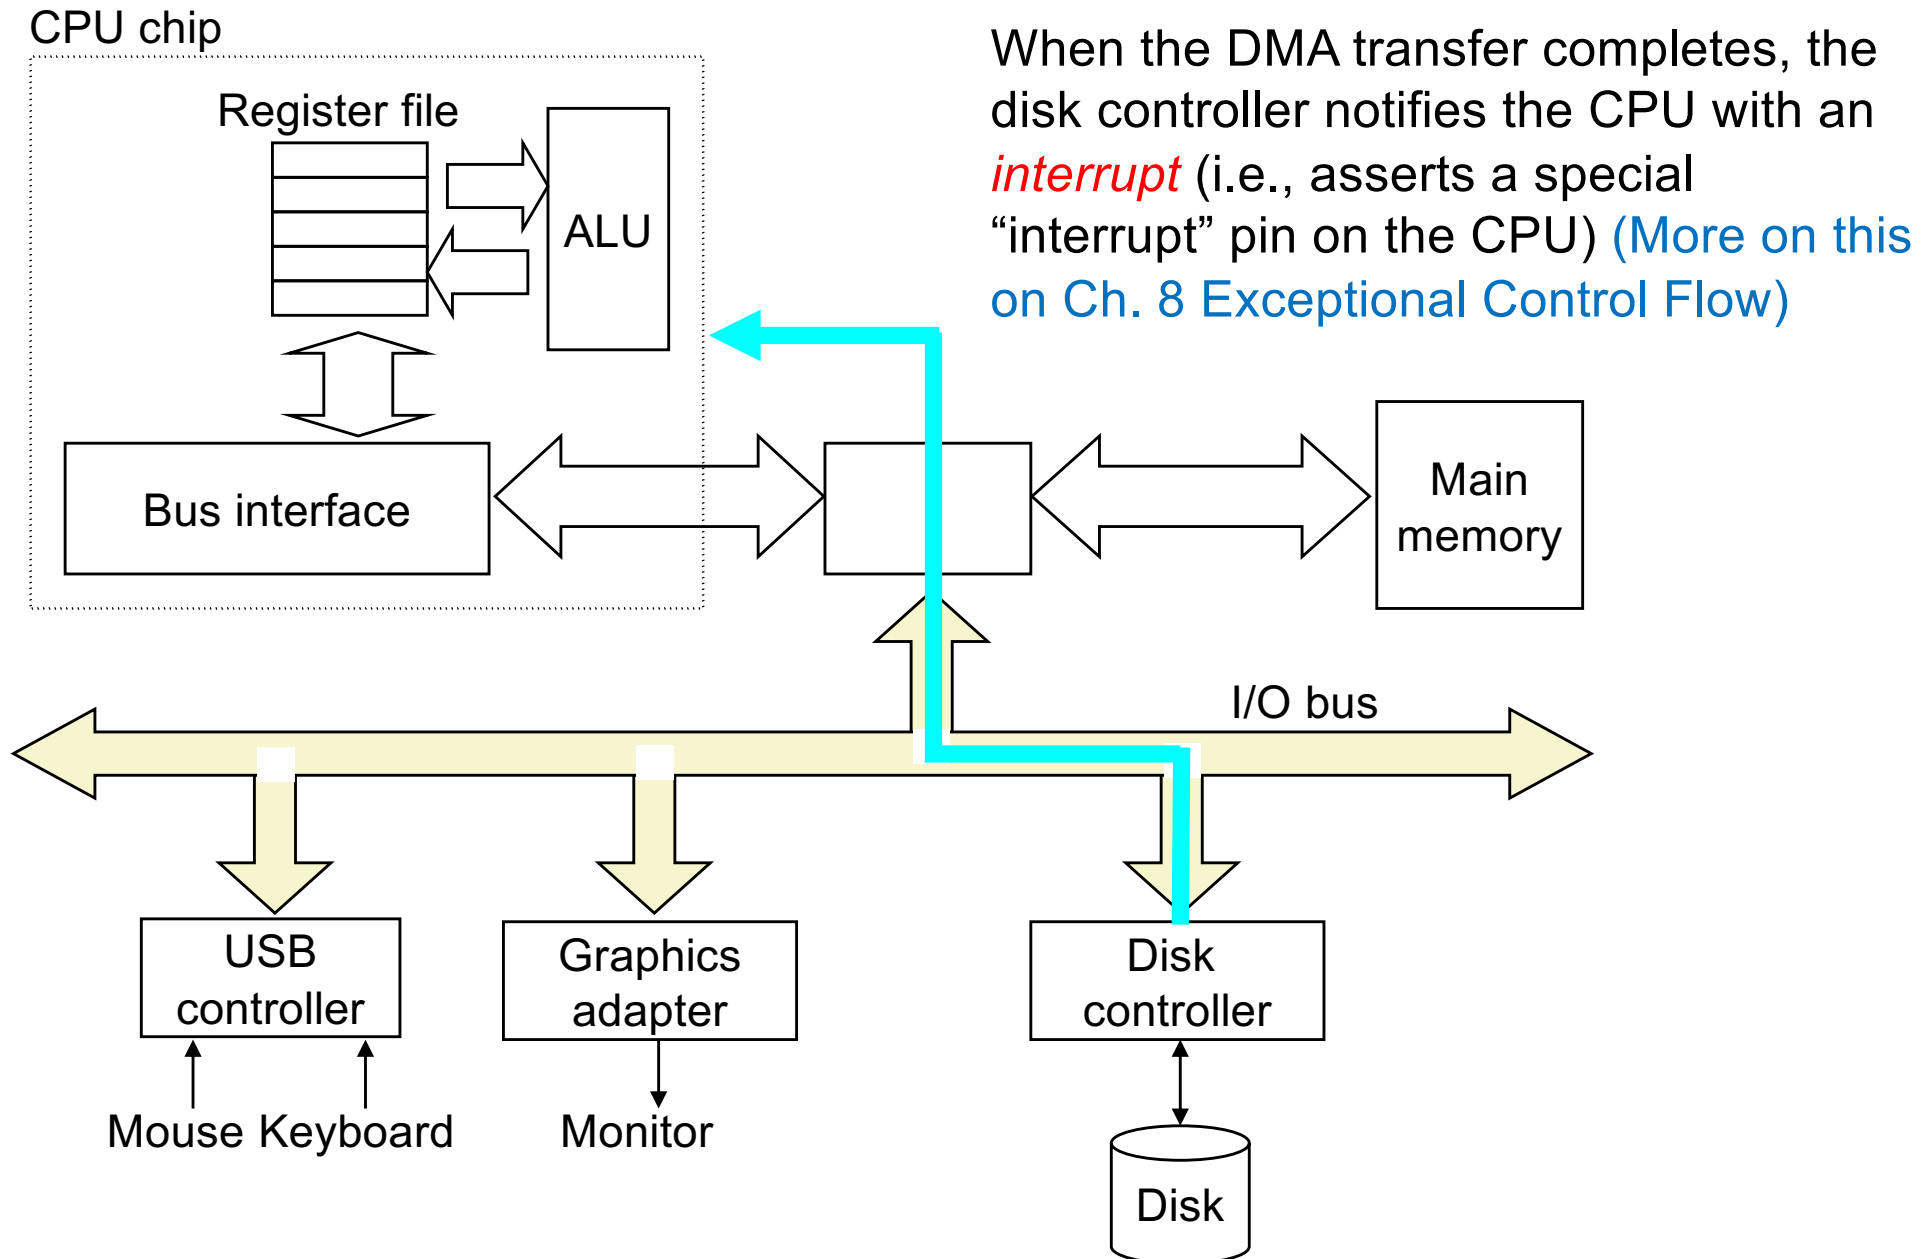 CPU chip
When the DMA transfer completes, the
disk controller notifies the CPU with an
interrupt (i.e., asserts a special
“interrupt” pin on the CPU) (More on this
on Ch. 8 Exceptional Control Flow)
Register file
ALU
Bus interface
Main
memory
I/O bus
USB
controller
Graphics
adapter
Disk
controller
Mouse Keyboard
Monitor
Disk